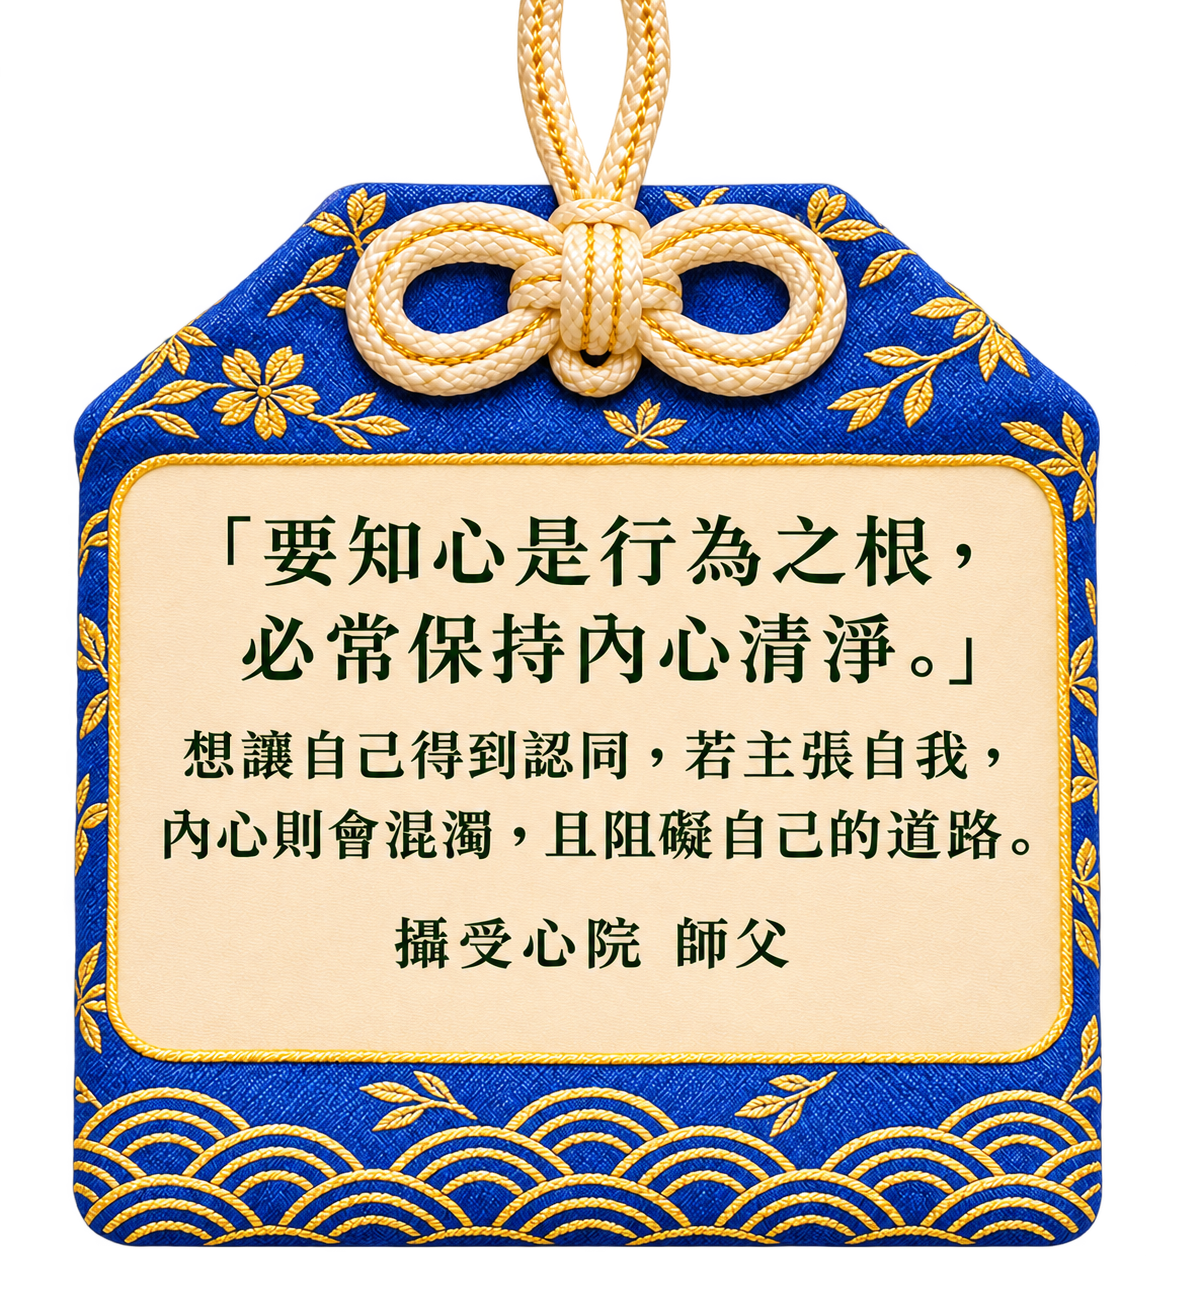 「要知心是行為之根，
必常保持內心清淨。」
想讓自己得到認同，若主張自我，
內心則會混濁，且阻礙自己的道路。
攝受心院 師父